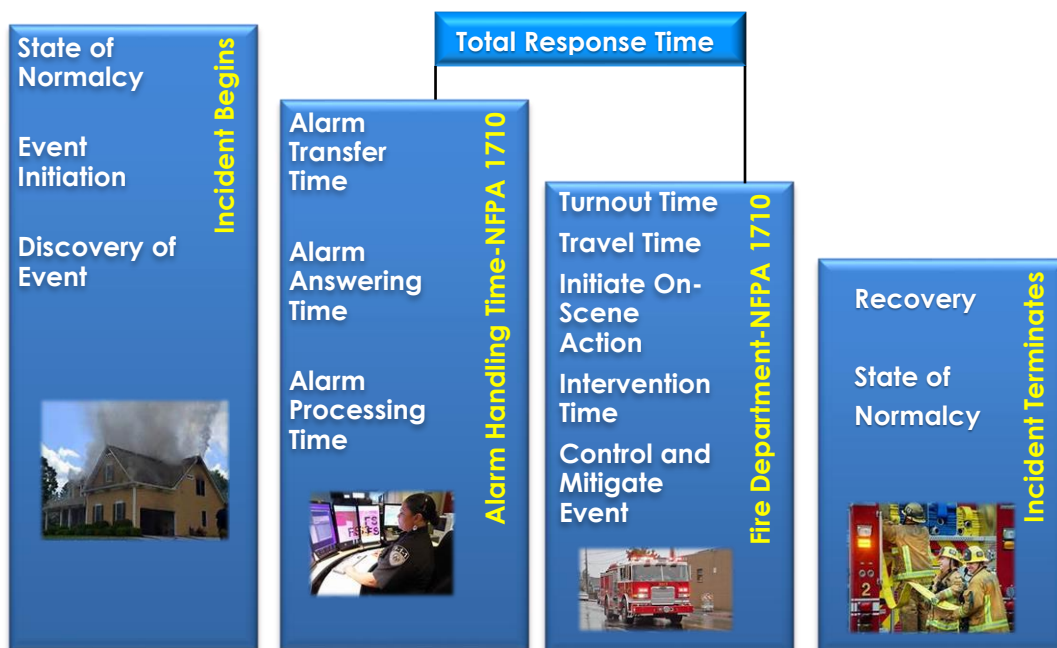 Total Response Time
State of
Normalcy
Event
Initiation
Discovery of
Event
Incident Begins
Alarm
Transfer
Time
Alarm
Answering
Time
Alarm
Processing
Time
Alarm Handling Time-NFPA 1710
Turnout Time
Travel Time
Initiate On-
Scene
Action
Intervention
Time
Control and
Mitigate
Event
Fire Department-NFPA 1710
Recovery
State of
Normalcy
Incident Terminates
2